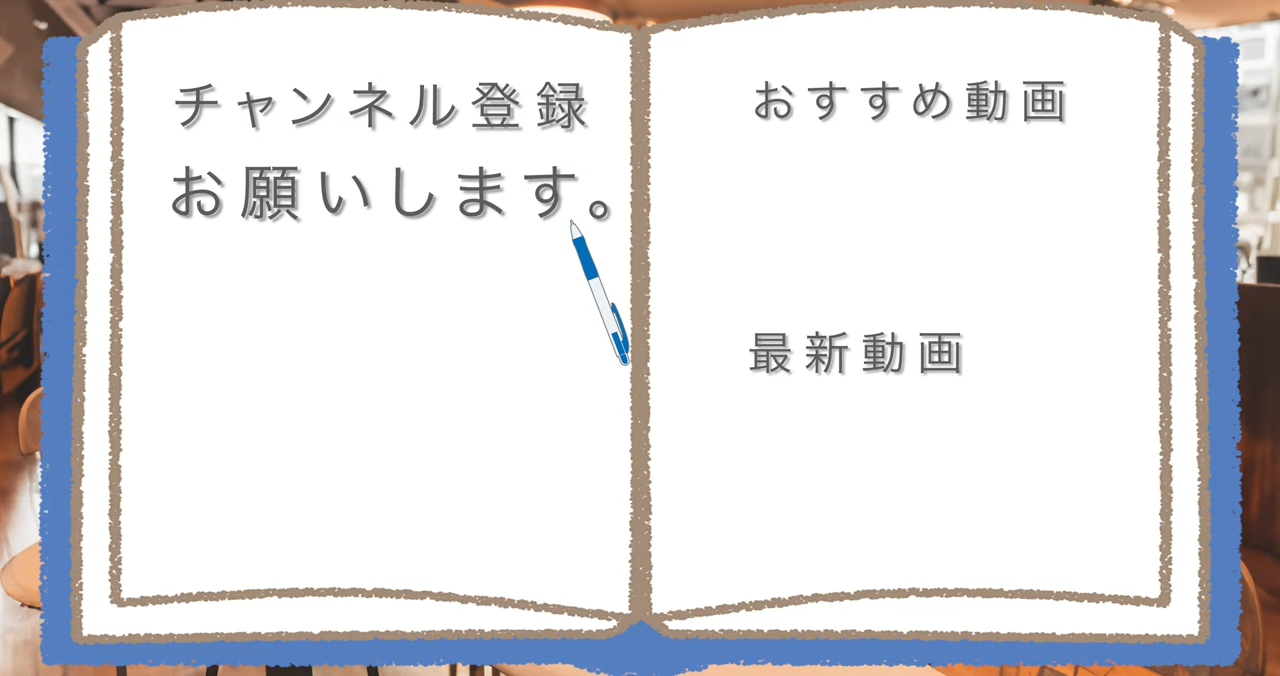 チャンネル登録
お願いします。
おすすめ動画
最新動画